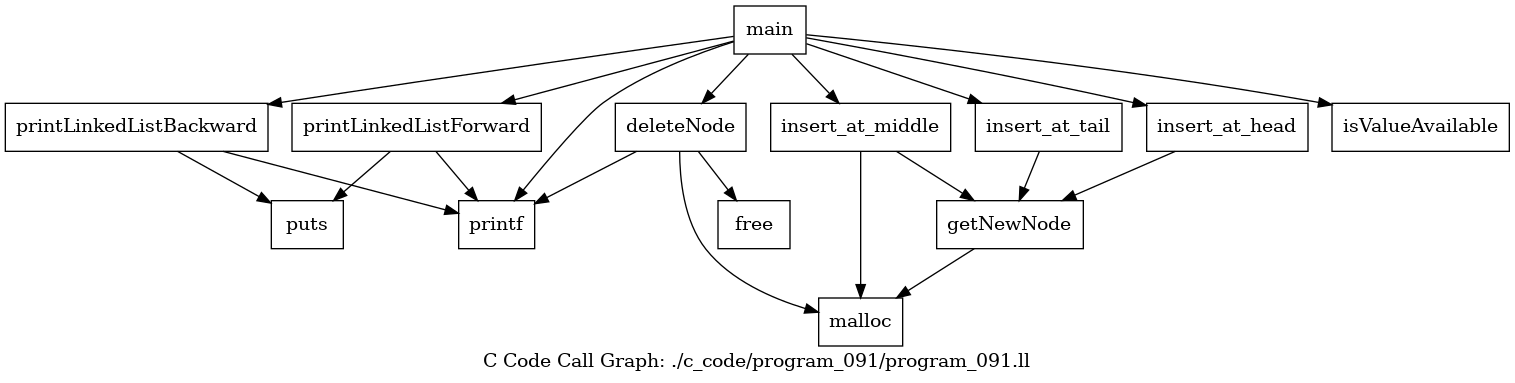 main
printLinkedListBackward
printLinkedListForward
deleteNode
insert_at_middle
insert_at_tail
insert_at_head
isValueAvailable
puts
printf
free
getNewNode
malloc
C Code Call Graph: ./c_code/program_091/program_091.ll